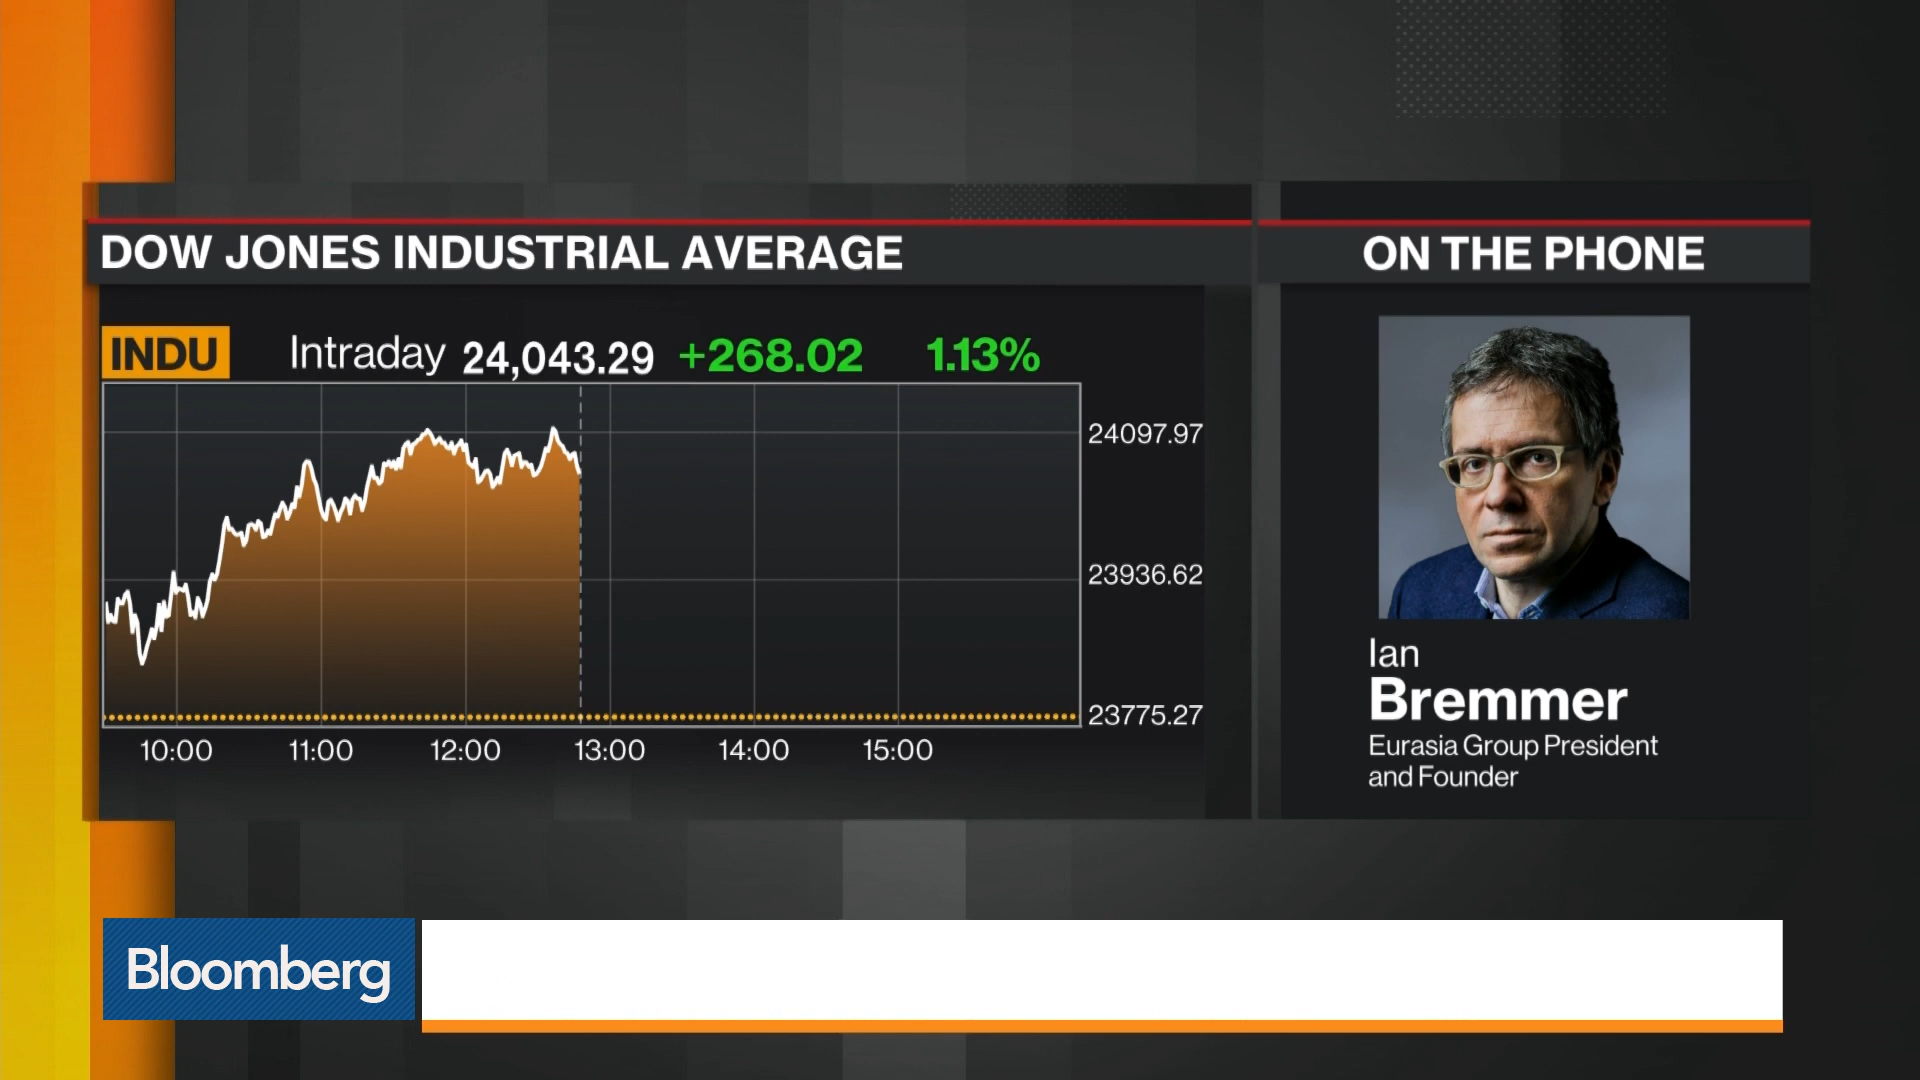 DOW JONES INDUSTRIAL AVERAGE
INDU Intraday 24,043.29 +268.02 1.13%
24097.97
23936.62
23775.27
10:00 11:00 12:00 13:00 14:00 15:00
ON THE PHONE
Ian
Bremmer
Eurasia Group President
and Founder
Bloomberg